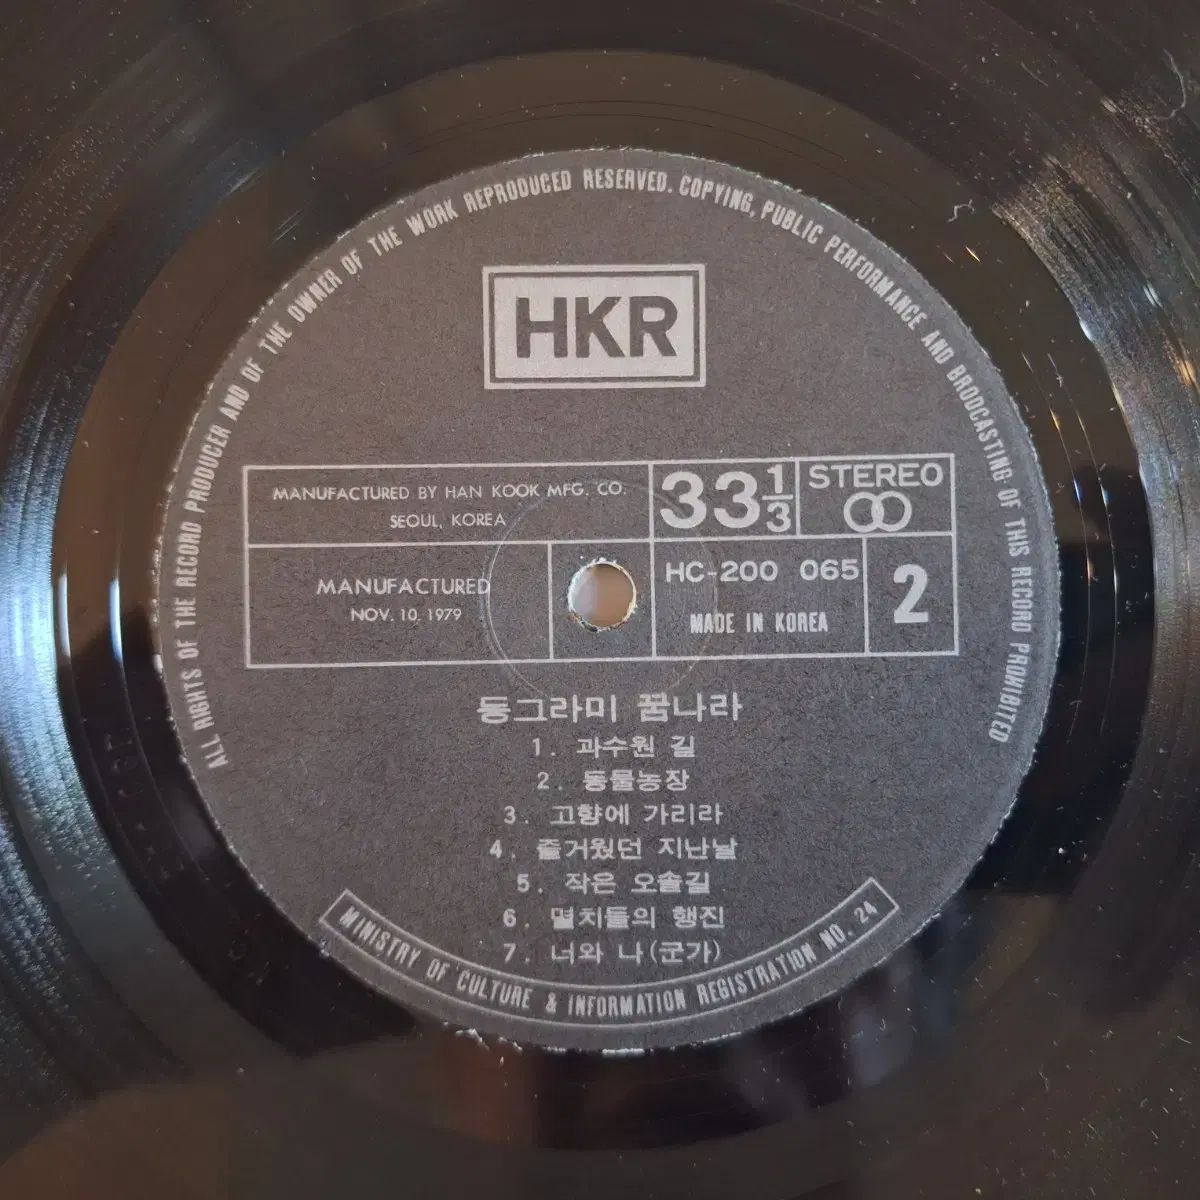 ALL RIGHTS OF THE RECORD PRODUCER AND OF THE OWNER OF THE WORK REPRODUCED RESERVED. COPYING, PUBLIC PERFORMANCE AND BRODCASTING OF THIS RECORD PROHIBITED
HKR
MANUFACTURED BY HAN KOOK MFG. CO.
SEOUL, KOREA
33 1/3
STEREO
MANUFACTURED
NOV. 10. 1979
HC-200 065
MADE IN KOREA
2
동그라미 꿈나라
1. 과수원 길
2. 동물농장
3. 고향에 가리라
4. 즐거웠던 지난날
5. 작은 오솔길
6. 멸치들의 행진
7. 너와 나(군가)
MINISTRY OF CULTURE & INFORMATION REGISTRATION NO. 24